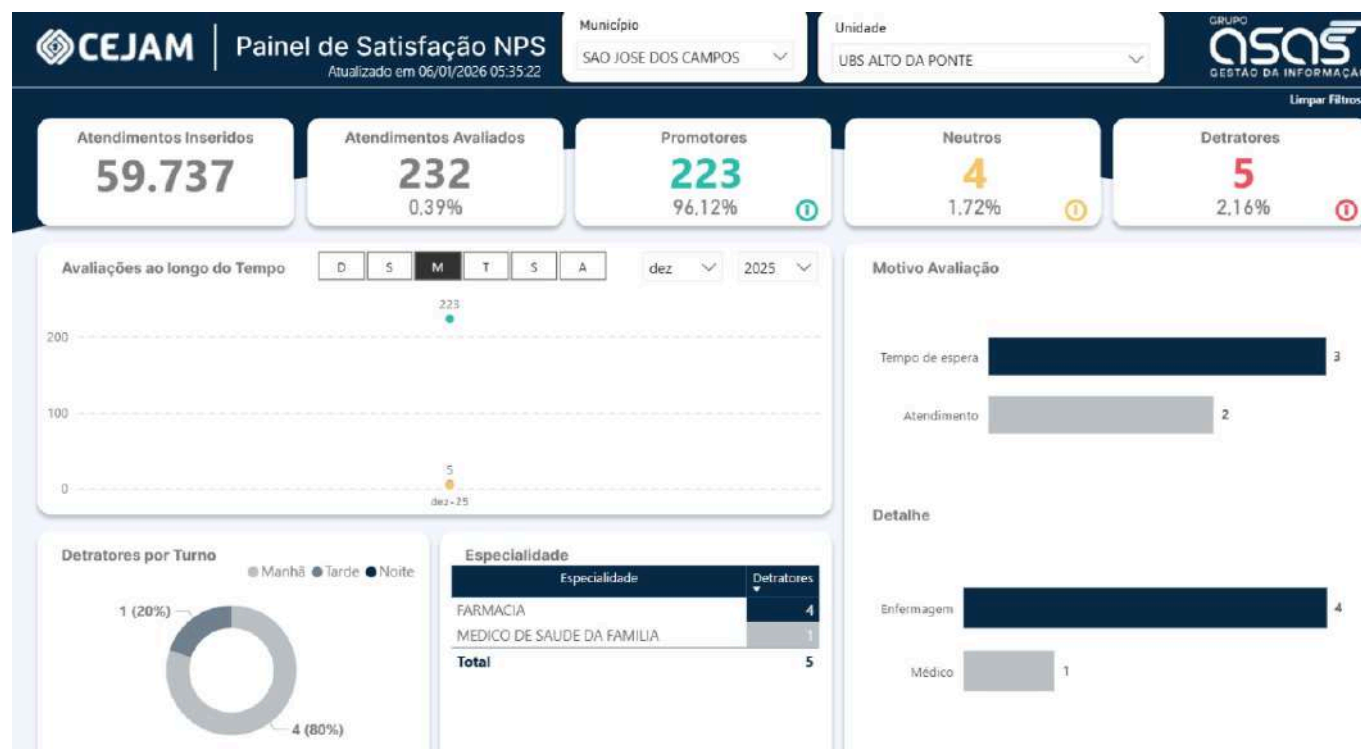 CEJAM
Painel de Satisfação NPS
Atualizado em 06/01/2026 05:35:22
Município
SAO JOSE DOS CAMPOS
Unidade
UBS ALTO DA PONTE
GRUPO
asas
GESTÃO DA INFORMAÇÃO
Limpar Filtros
Atendimentos Inseridos
59.737
Atendimentos Avaliados
232
0,39%
Promotores
223
96,12%
Neutros
4
1,72%
Detratores
5
2,16%
Avaliações ao longo do Tempo
D S M T S A
dez
2025
223
200
100
5
0
dez-25
Motivo Avaliação
Tempo de espera 3
Atendimento 2
Detalhe
Enfermagem 4
Médico 1
Detratores por Turno
Manhã Tarde Noite
1 (20%)
4 (80%)
Especialidade
Especialidade Detratores
FARMACIA 4
MEDICO DE SAUDE DA FAMILIA 1
Total 5